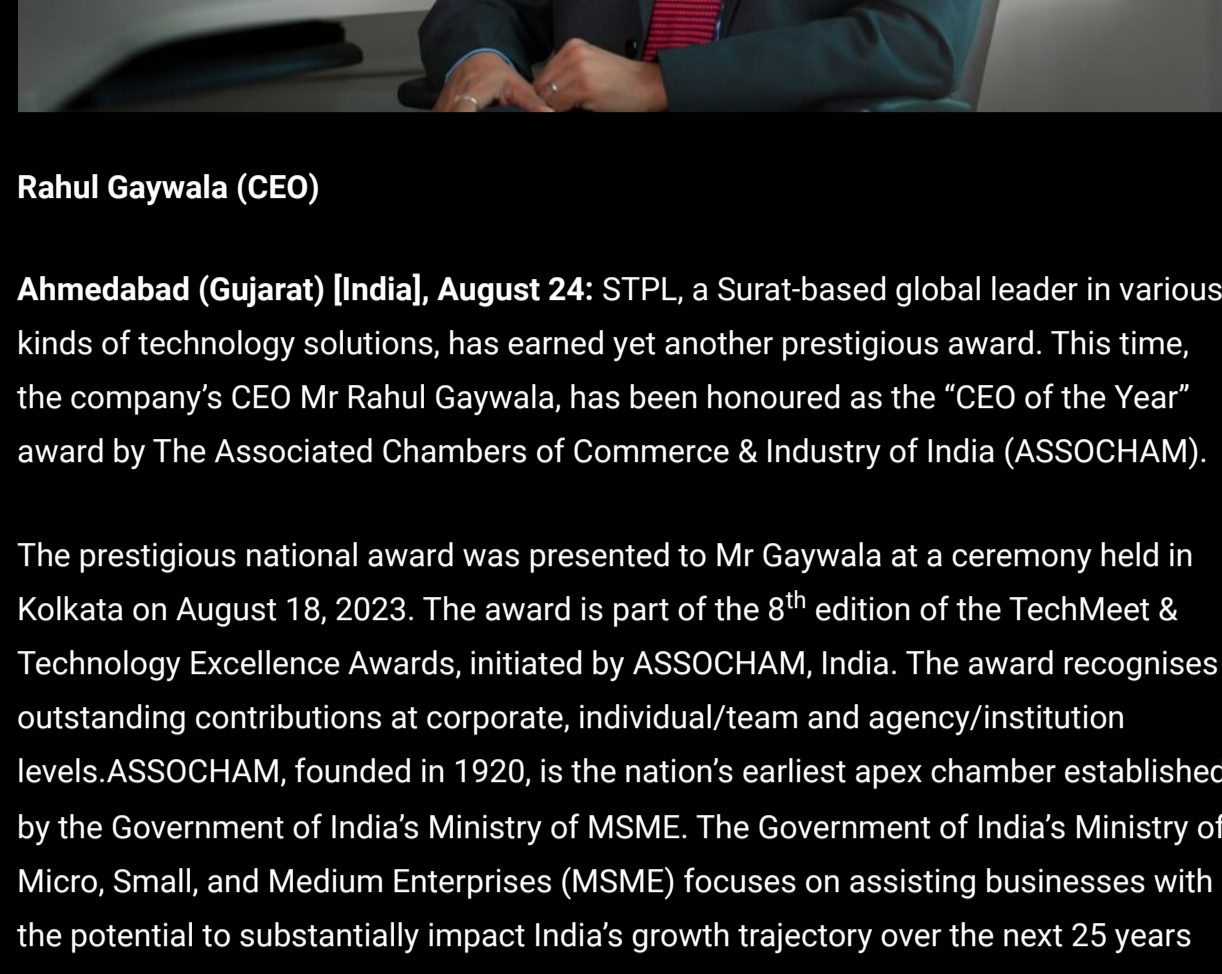 Rahul Gaywala (CEO)
Ahmedabad (Gujarat) [India], August 24: STPL, a Surat-based global leader in various
kinds of technology solutions, has earned yet another prestigious award. This time,
the company’s CEO Mr Rahul Gaywala, has been honoured as the “CEO of the Year”
award by The Associated Chambers of Commerce & Industry of India (ASSOCHAM).
The prestigious national award was presented to Mr Gaywala at a ceremony held in
Kolkata on August 18, 2023. The award is part of the 8th edition of the TechMeet &
Technology Excellence Awards, initiated by ASSOCHAM, India. The award recognises
outstanding contributions at corporate, individual/team and agency/institution
levels.ASSOCHAM, founded in 1920, is the nation’s earliest apex chamber established
by the Government of India’s Ministry of MSME. The Government of India’s Ministry of
Micro, Small, and Medium Enterprises (MSME) focuses on assisting businesses with
the potential to substantially impact India’s growth trajectory over the next 25 years